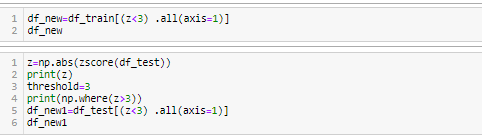 1 df_new=df_train[(z<3) .all(axis=1)]
2 df_new
1 z=np.abs(zscore(df_test))
2 print(z)
3 threshold=3
4 print(np.where(z>3))
5 df_new1=df_test[(z<3) .all(axis=1)]
6 df_new1